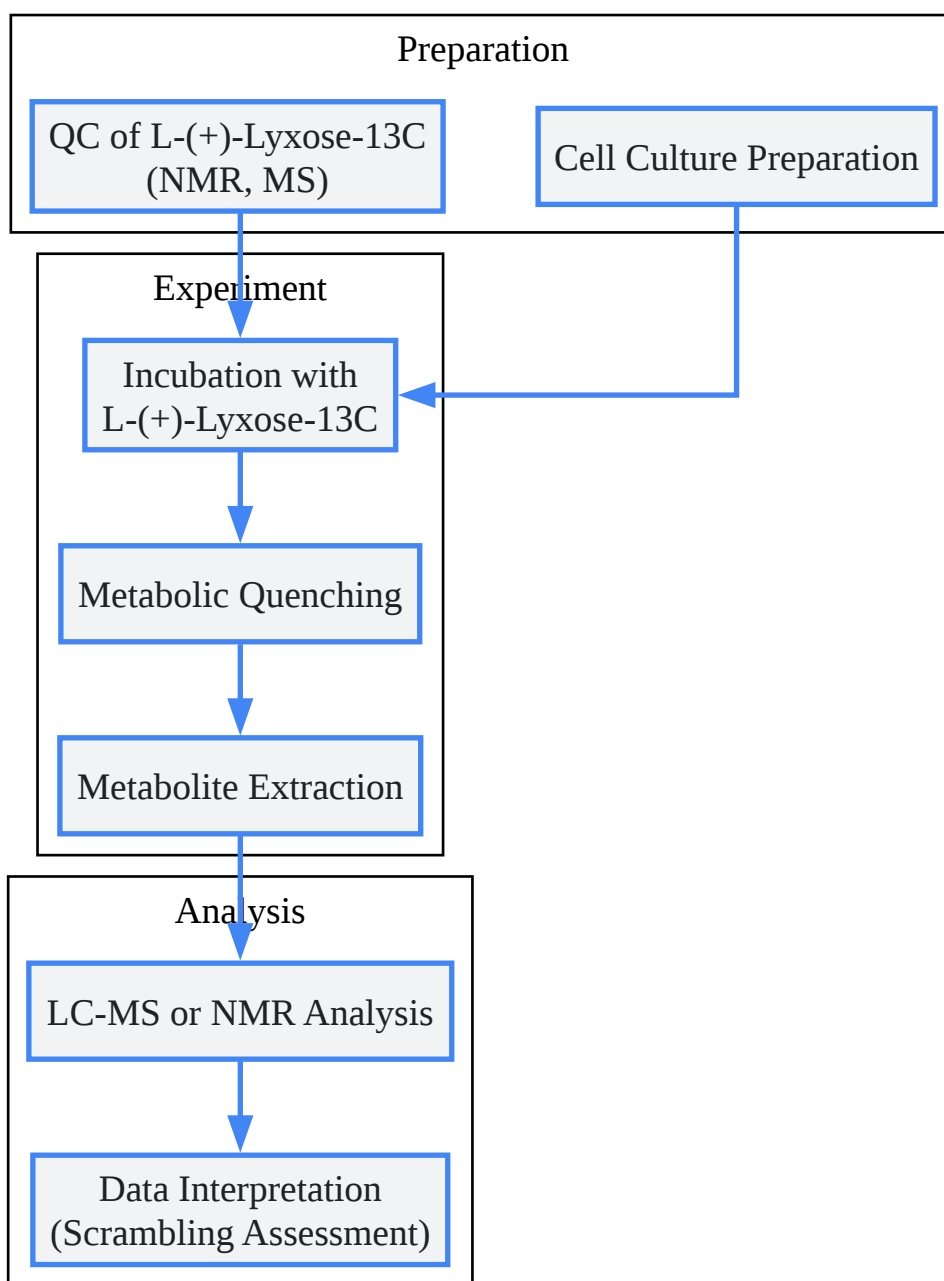 Preparation
QC of L-(+)-Lyxose-13C
(NMR, MS)
Cell Culture Preparation
Experiment
Incubation with
L-(+)-Lyxose-13C
Metabolic Quenching
Metabolite Extraction
Analysis
LC-MS or NMR Analysis
Data Interpretation
(Scrambling Assessment)